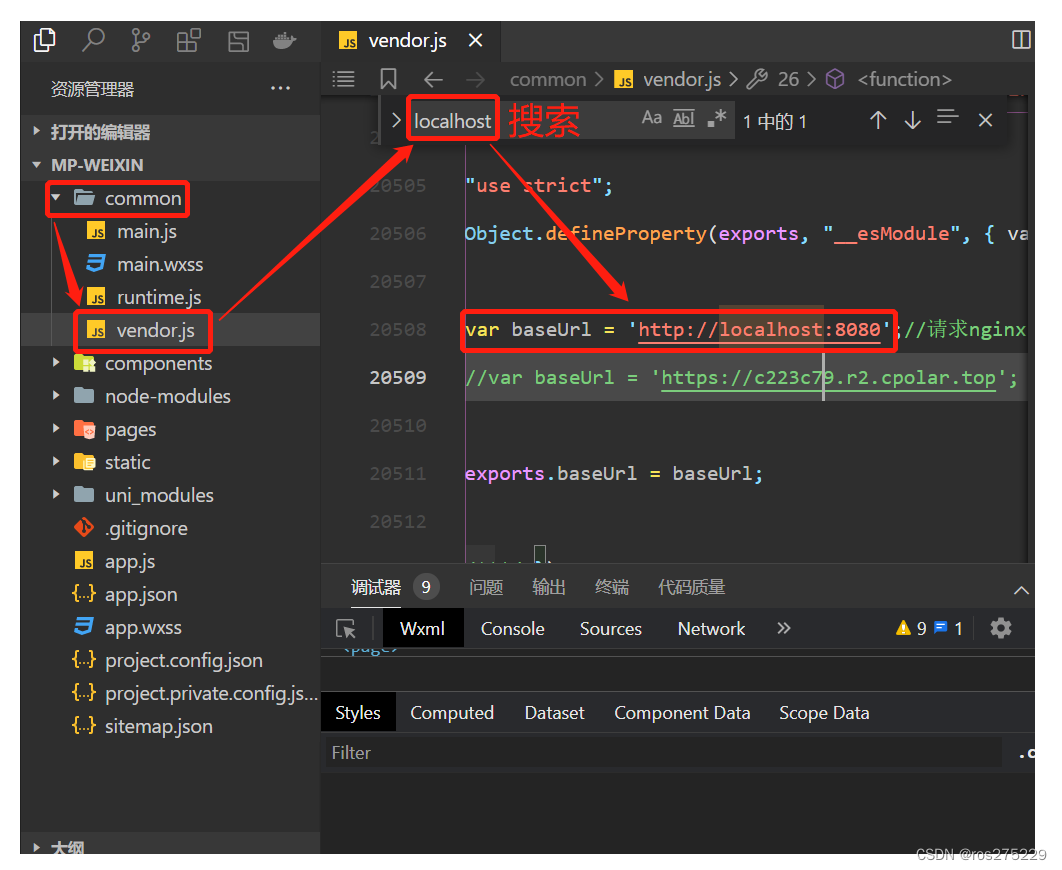 vendor.js
资源管理器
打开的编辑器
MP-WEIXIN
common
main.js
main.wxss
runtime.js
vendor.js
components
node-modules
pages
static
uni_modules
.gitignore
app.js
app.json
app.wxss
project.config.json
project.private.config.js...
sitemap.json
大纲
common > vendor.js > 26 > <function>
localhost 搜索 Aa Abl .* 1 中的 1
20505 "use strict";
20506 Object.defineProperty(exports, "__esModule", { va
20507
20508 var baseUrl = 'http://localhost:8080';//请求nginx
20509 //var baseUrl = 'https://c223c79.r2.cpolar.top';
20510
20511 exports.baseUrl = baseUrl;
20512
调试器 9 问题 输出 终端 代码质量
Wxml Console Sources Network » 9 1
<page>
Styles Computed Dataset Component Data Scope Data
Filter .c
CSDN @ros275229